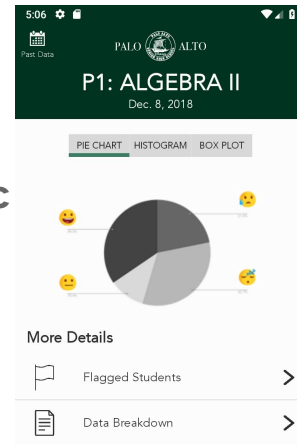 5:06
Past Data
PALO ALTO
P1: ALGEBRA II
Dec. 8, 2018
PIE CHART HISTOGRAM BOX PLOT
C
More Details
Flagged Students
Data Breakdown